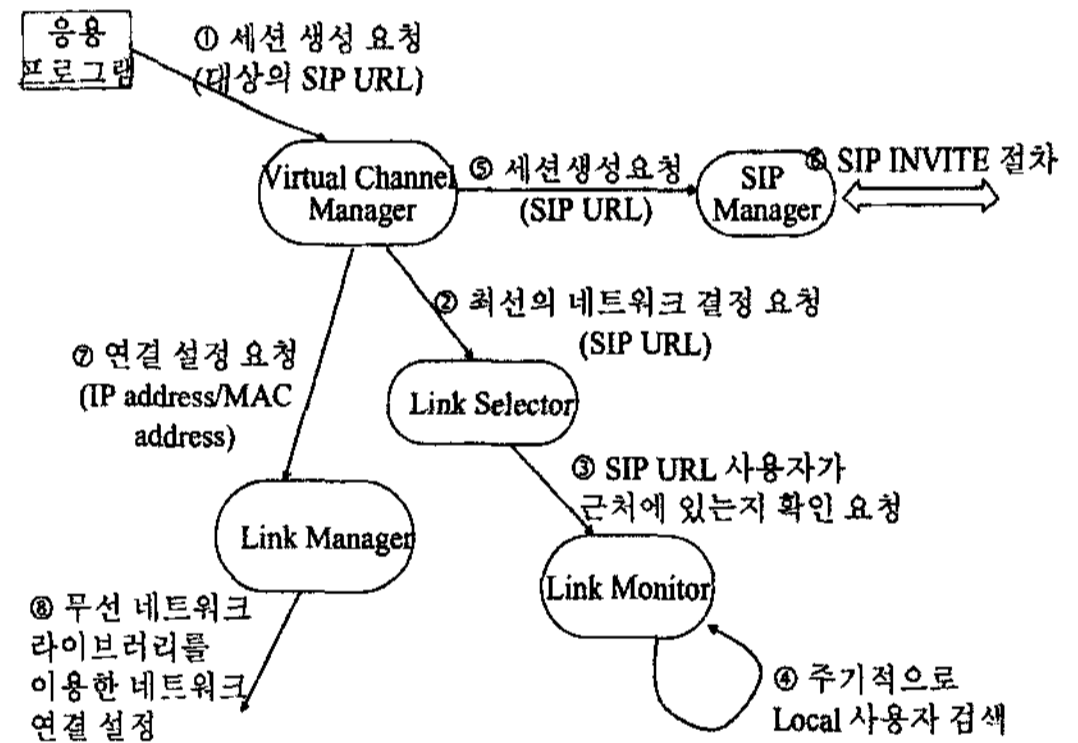 응용
프로그램
① 세션 생성 요청
(대상의 SIP URL)
Virtual Channel
Manager
⑤ 세션생성요청
(SIP URL)
SIP
Manager
⑥ SIP INVITE 절차
② 최선의 네트워크 결정 요청
(SIP URL)
⑦ 연결 설정 요청
(IP address/MAC
address)
Link Selector
③ SIP URL 사용자가
근처에 있는지 확인 요청
Link Manager
Link Monitor
⑧ 무선 네트워크
라이브러리를
이용한 네트워크
연결 설정
④ 주기적으로
Local 사용자 검색